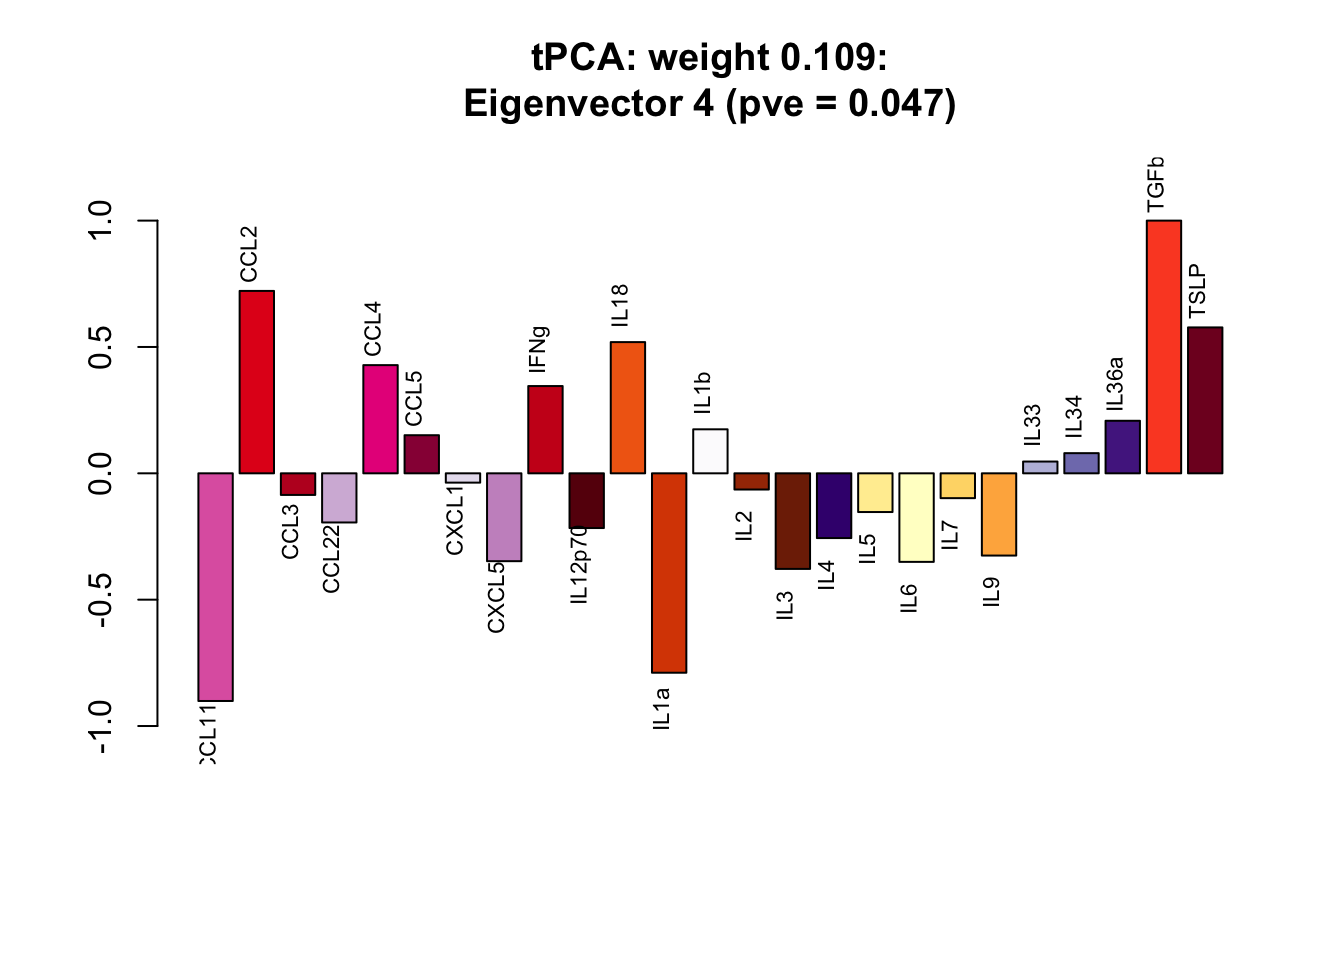 tPCA: weight 0.109:
Eigenvector 4 (pve = 0.047)
1.0
0.5
0.0
-0.5
-1.0
CCL11
CCL2
CCL3
CCL22
CCL4
CCL5
CXCL1
CXCL5
IFNg
IL12p70
IL18
IL1a
IL1b
IL2
IL3
IL4
IL5
IL6
IL7
IL9
IL33
IL34
IL36a
TGFb
TSLP